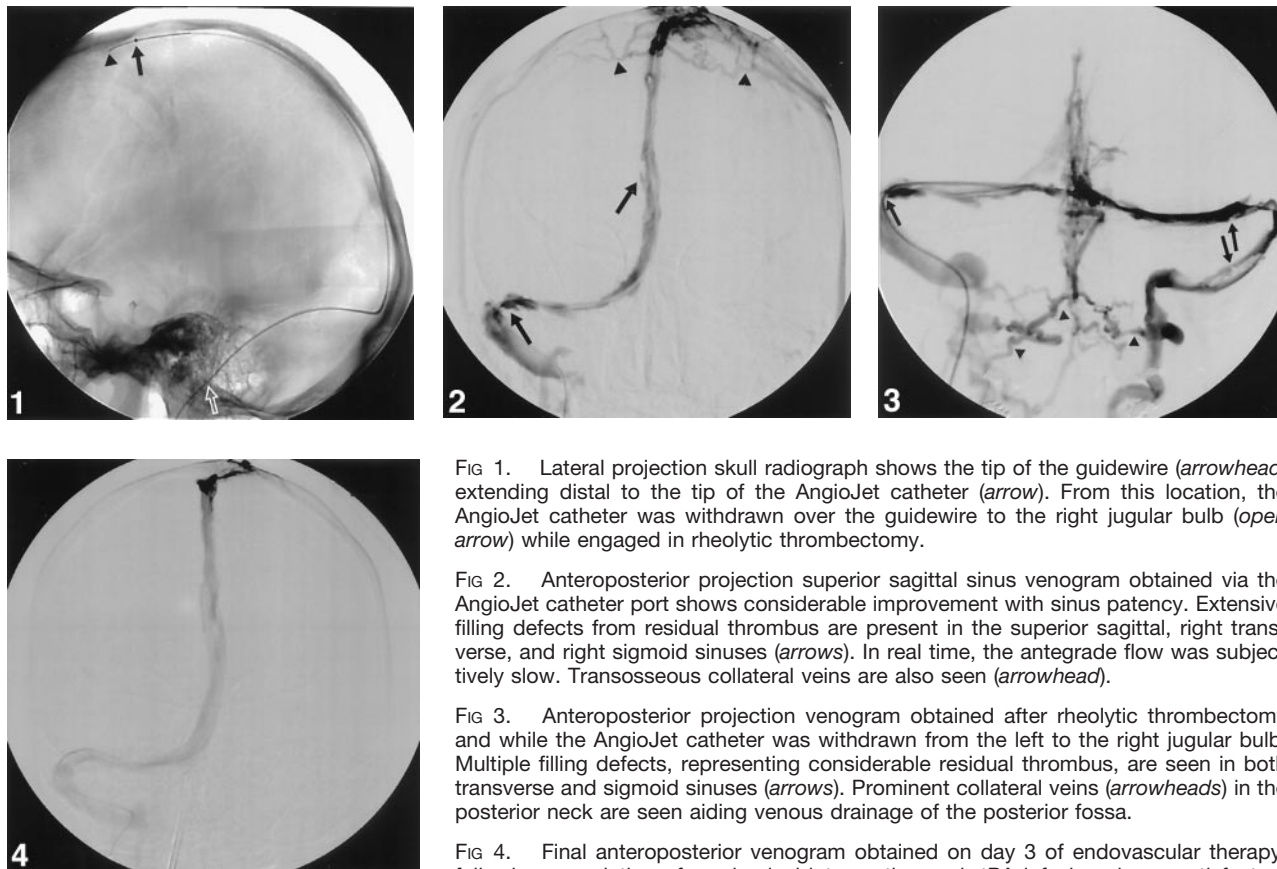 1
2
3
4
FIG 1. Lateral projection skull radiograph shows the tip of the guidewire (arrowhead
extending distal to the tip of the AngioJet catheter (arrow). From this location, the
AngioJet catheter was withdrawn over the guidewire to the right jugular bulb (open
arrow) while engaged in rheolytic thrombectomy.
FIG 2. Anteroposterior projection superior sagittal sinus venogram obtained via the
AngioJet catheter port shows considerable improvement with sinus patency. Extensive
filling defects from residual thrombus are present in the superior sagittal, right trans
verse, and right sigmoid sinuses (arrows). In real time, the antegrade flow was subjec
tively slow. Transosseous collateral veins are also seen (arrowhead).
FIG 3. Anteroposterior projection venogram obtained after rheolytic thrombectom
and while the AngioJet catheter was withdrawn from the left to the right jugular bulb
Multiple filling defects, representing considerable residual thrombus, are seen in both
transverse and sigmoid sinuses (arrows). Prominent collateral veins (arrowheads) in the
posterior neck are seen aiding venous drainage of the posterior fossa.
FIG 4. Final anteroposterior venogram obtained on day 3 of endovascular therapy